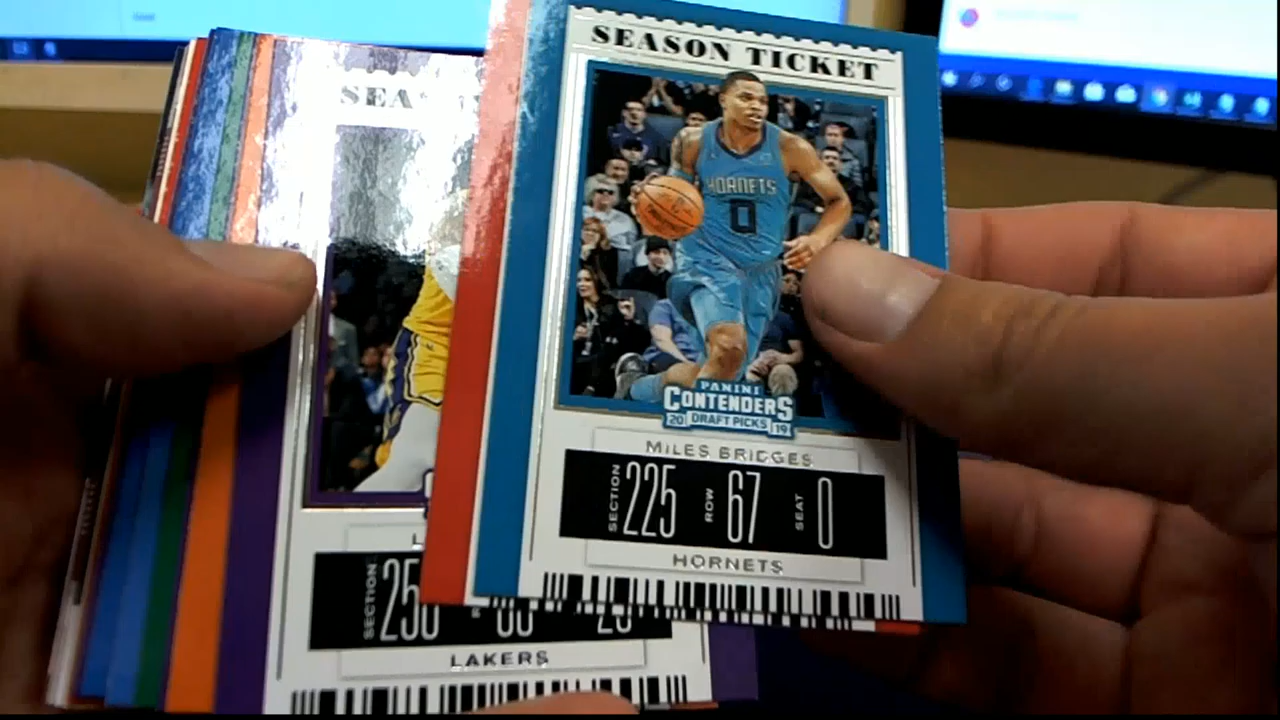 SEASON TICKET
HORNETS
0
PANINI
CONTENDERS
20 DRAFT PICKS 19
MILES BRIDGES
SECTION 225 ROW 67 SEAT 0
HORNETS
SEA
SECTION
LAKERS